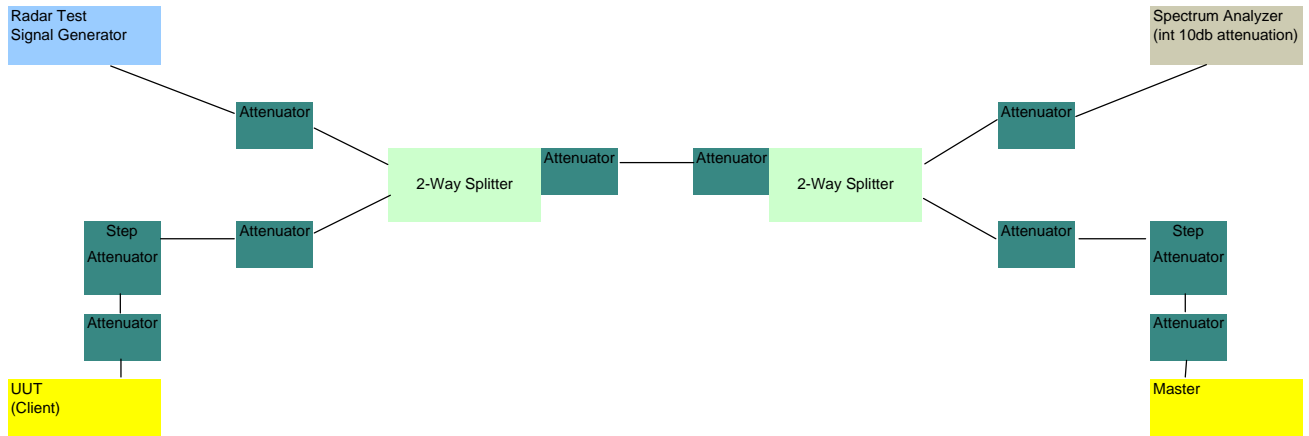 Radar Test
Signal Generator
Spectrum Analyzer
(int 10db attenuation)
Attenuator
Attenuator
2-Way Splitter
Attenuator
Attenuator
2-Way Splitter
Step
Attenuator
Attenuator
Attenuator
Step
Attenuator
Attenuator
Attenuator
UUT
(Client)
Master